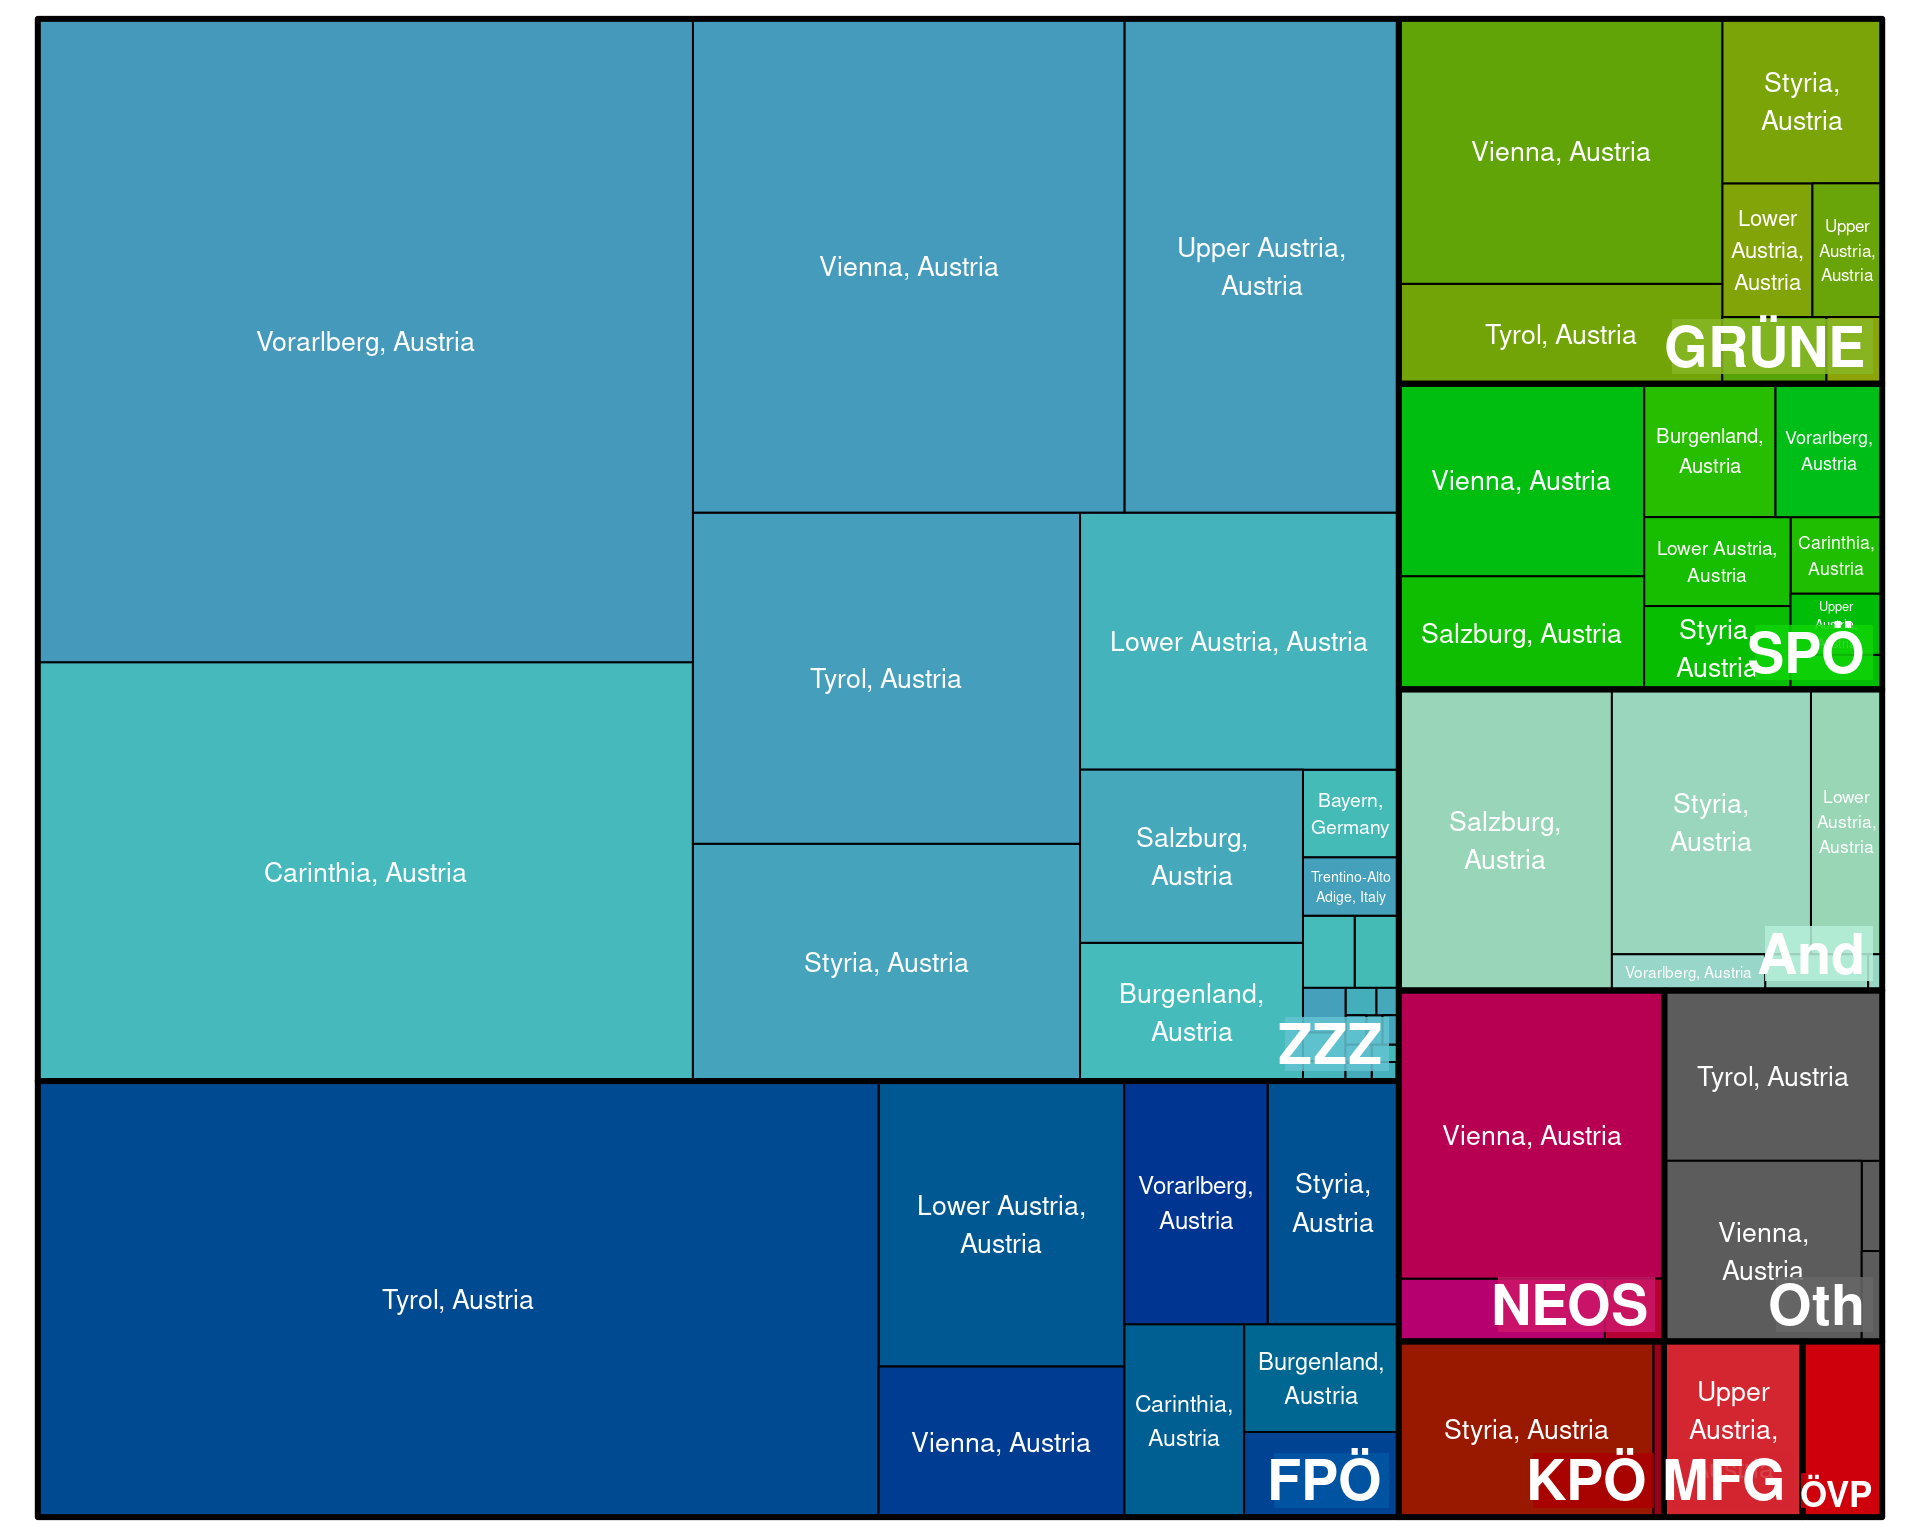 Vorarlberg, Austria
Vienna, Austria
Upper Austria,
Austria
Carinthia, Austria
Tyrol, Austria
Styria, Austria
Lower Austria, Austria
Salzburg,
Austria
Bayern,
Germany
Trentino-Alto
Adige, Italy
Burgenland,
Austria
ZZZ
Tyrol, Austria
Lower Austria,
Austria
Vienna, Austria
Vorarlberg,
Austria
Styria,
Austria
Carinthia,
Austria
Burgenland,
Austria
FPÖ
Vienna, Austria
Styria,
Austria
Lower
Austria,
Austria
Upper
Austria,
Austria
Tyrol, Austria
GRÜNE
Vienna, Austria
Burgenland,
Austria
Vorarlberg,
Austria
Lower Austria,
Austria
Carinthia,
Austria
Salzburg, Austria
Styria,
Austria
Upper
SPÖ
Salzburg,
Austria
Styria,
Austria
Lower
Austria,
Austria
Vorarlberg, Austria
And
Vienna, Austria
NEOS
Tyrol, Austria
Vienna,
Austria
Oth
Styria, Austria
KPÖ
Upper
Austria,
MFG
ÖVP